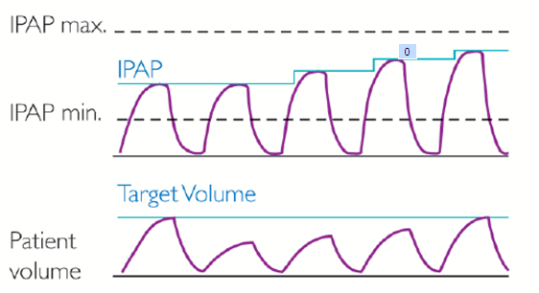 IPAP max.
0
IPAP
IPAP min.
Target Volume
Patient
volume